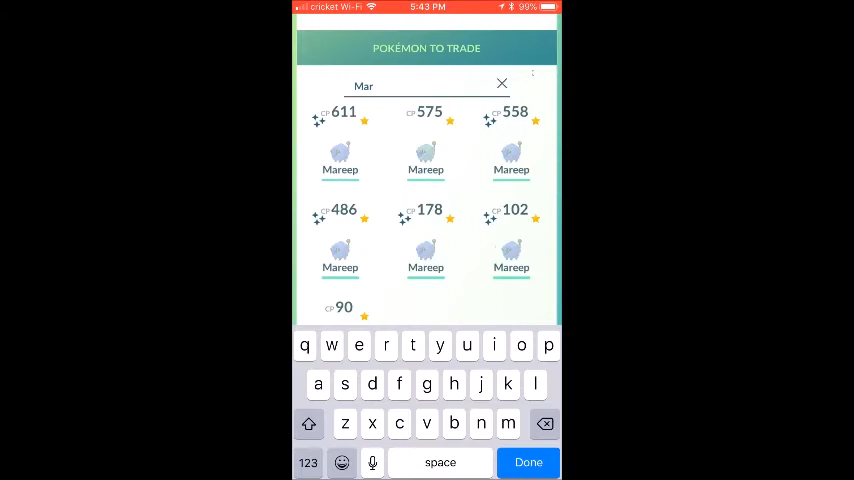 cricket Wi-Fi 5:43 PM 99%
POKÉMON TO TRADE
Mar
CP 611 CP 575 CP 558
Mareep Mareep Mareep
CP 486 CP 178 CP 102
Mareep Mareep Mareep
CP 90
q w e r t y u i o p
a s d f g h j k l
z x c v b n m
123 space Done